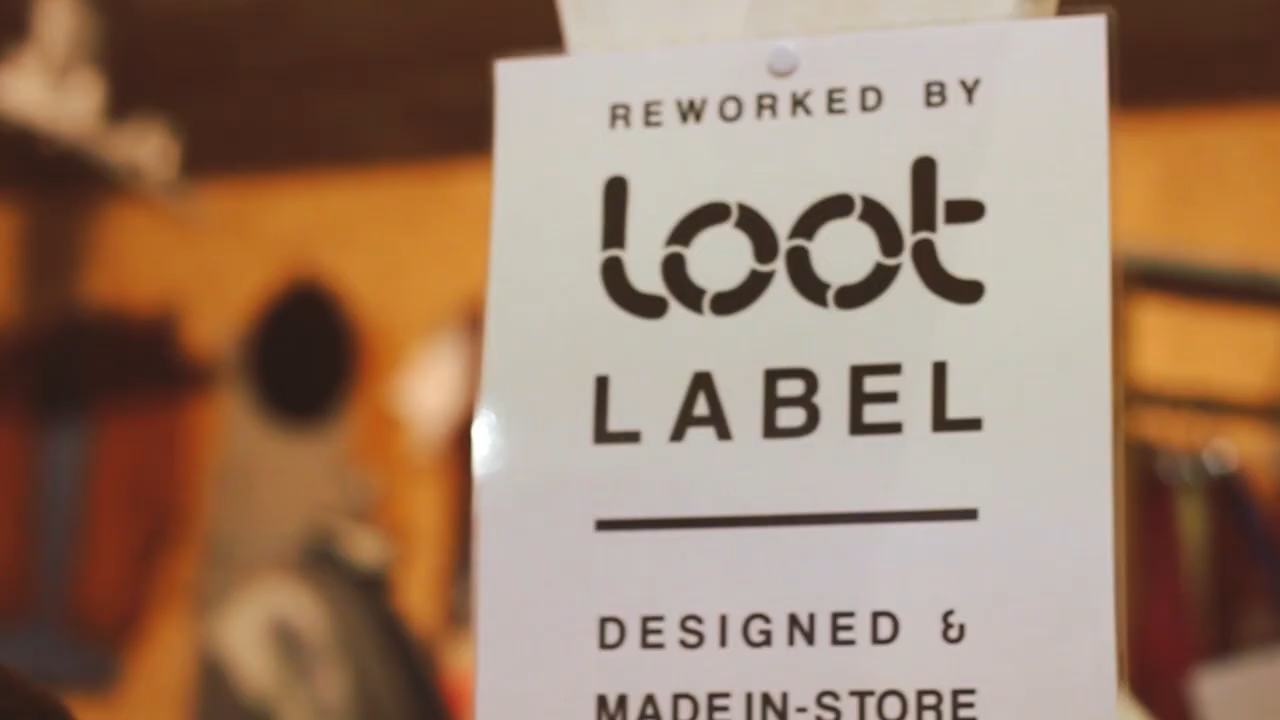 REWORKED BY
loot
LABEL
DESIGNED &
MADE IN-STORE